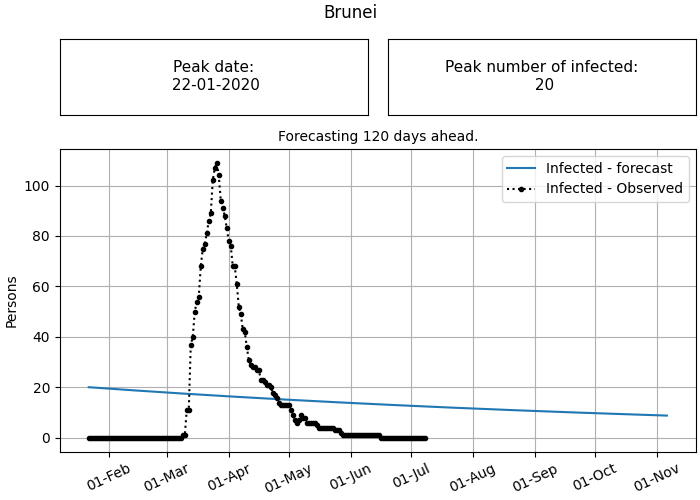 Brunei
Peak date:
22-01-2020
Peak number of infected:
20
Forecasting 120 days ahead.
Infected - forecast
Infected - Observed
Persons
100
80
60
40
20
0
01-Feb
01-Mar
01-Apr
01-May
01-Jun
01-Jul
01-Aug
01-Sep
01-Oct
01-Nov